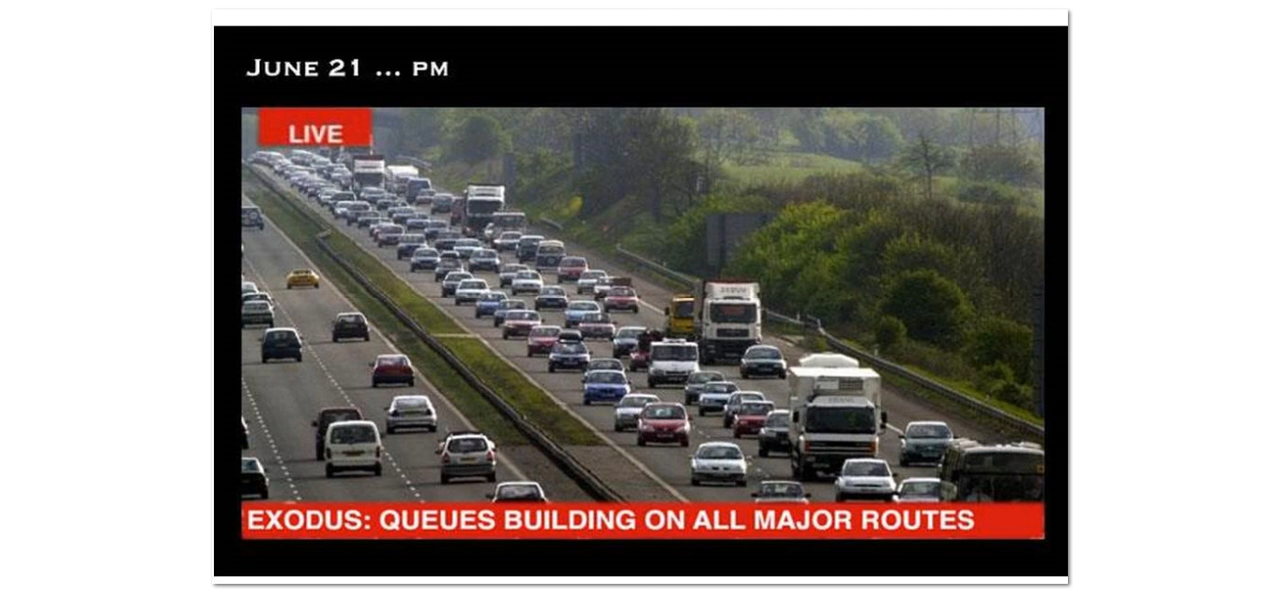 JUNE 21 ... PM
LIVE
EXODUS: QUEUES BUILDING ON ALL MAJOR ROUTES